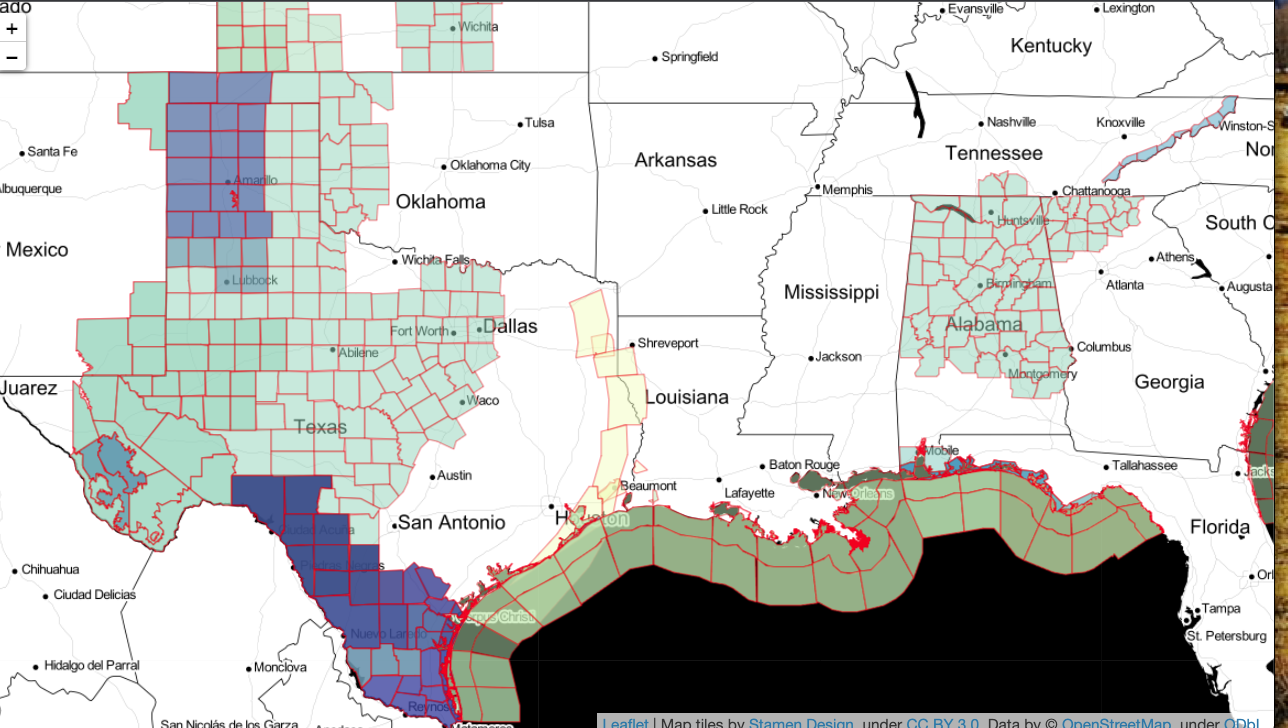 ado
+
−
Wichita
Evansville
Lexington
Kentucky
Springfield
Tulsa
Nashville
Knoxville
Winston-S
Santa Fe
Arkansas
Tennessee
Nor
Oklahoma City
Albuquerque
Amarillo
Memphis
Chattanooga
Oklahoma
Little Rock
Huntsville
South C
Mexico
Wichita Falls
Athens
Lubbock
Mississippi
Birmingham
Atlanta
Augusta
Fort Worth
Dallas
Alabama
Abilene
Shreveport
Jackson
Columbus
Montgomery
Georgia
Juarez
Louisiana
Waco
Texas
Mobile
Austin
Baton Rouge
Tallahassee
Jacks
Beaumont
Lafayette
New Orleans
San Antonio
Houston
Ciudad Acuña
Florida
Chihuahua
Piedras Negras
Orl
Ciudad Delicias
Corpus Christi
Tampa
Nuevo Laredo
St. Petersburg
Hidalgo del Parral
Monclova
Reynos
San Nicolás de los Garza
Matamoros
Leaflet | Map tiles by Stamen Design, under CC BY 3.0. Data by © OpenStreetMap, under ODbL